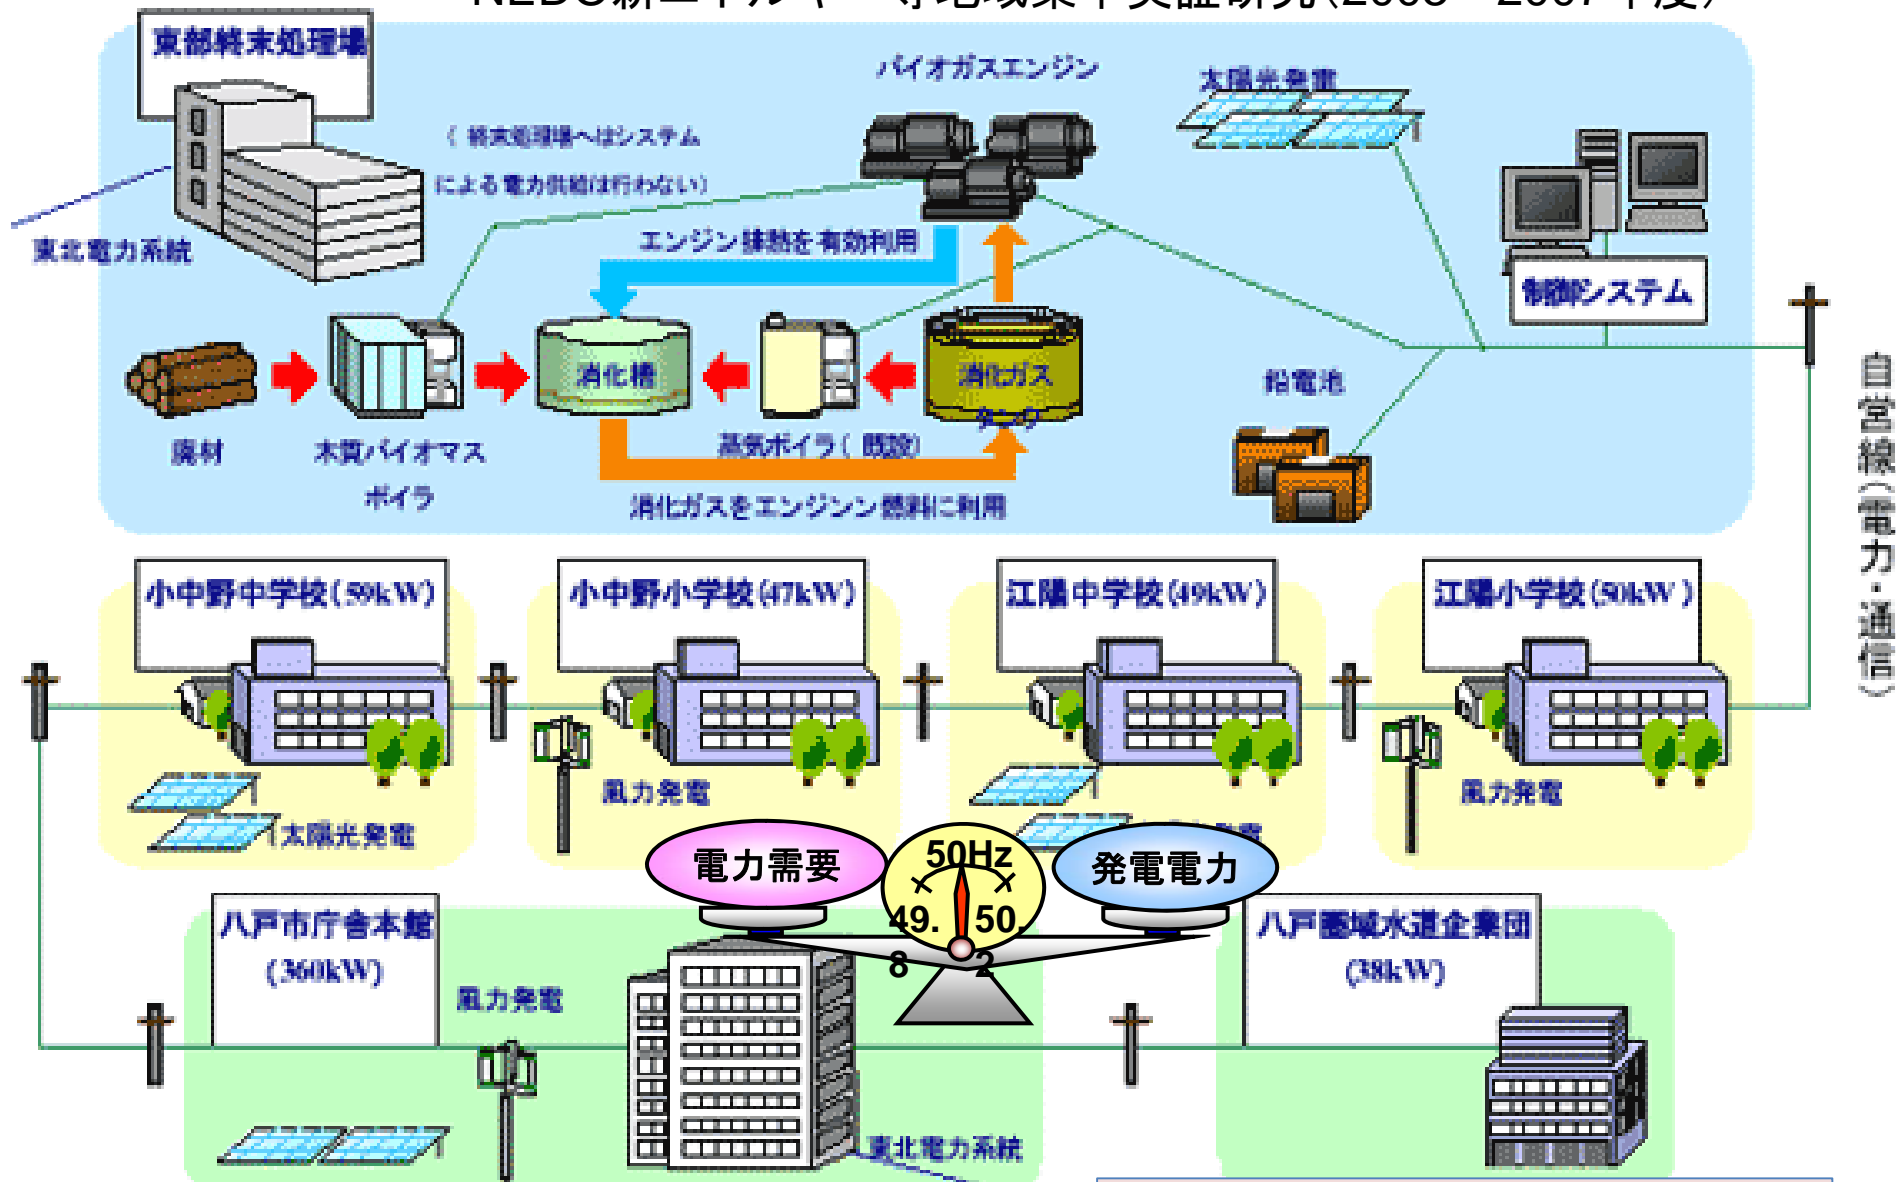 東部終末処理場
バイオガスエンジン
太陽光発電
( 終末処理場へはシステム
による電力供給は行わない)
東北電力系統
エンジン排熱を有効利用
制御システム
消化槽
消化ガス
タンク
鉛電池
廃材
木質バイオマス
ボイラ
蒸気ボイラ( 既設)
消化ガスをエンジンン燃料に利用
自営線(電力・通信)
小中野中学校(59kW)
小中野小学校(47kW)
江陽中学校(49kW)
江陽小学校(50kW )
風力発電
風力発電
太陽光発電
電力需要
50Hz
発電電力
49.
50.
8
2
八戸市庁舎本館
(360kW)
風力発電
八戸圏域水道企業団
(38kW)
東北電力系統